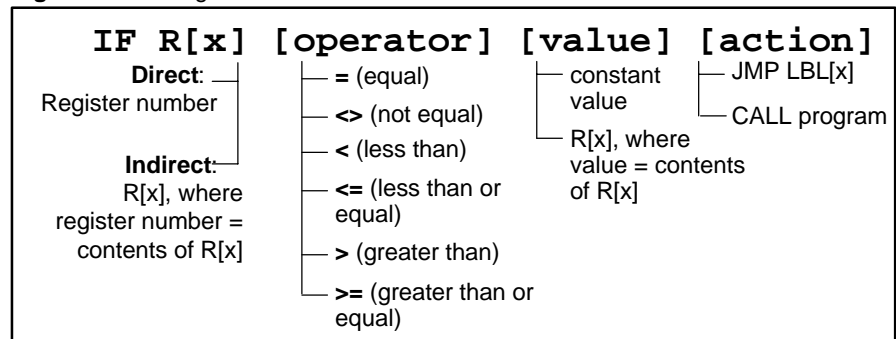 IF R[x] [operator] [value] [action]
Direct:
Register number
Indirect:
R[x], where
register number =
contents of R[x]
= (equal)
<> (not equal)
< (less than)
<= (less than or
equal)
> (greater than)
>= (greater than or
equal)
constant
value
R[x], where
value = contents
of R[x]
JMP LBL[x]
CALL program